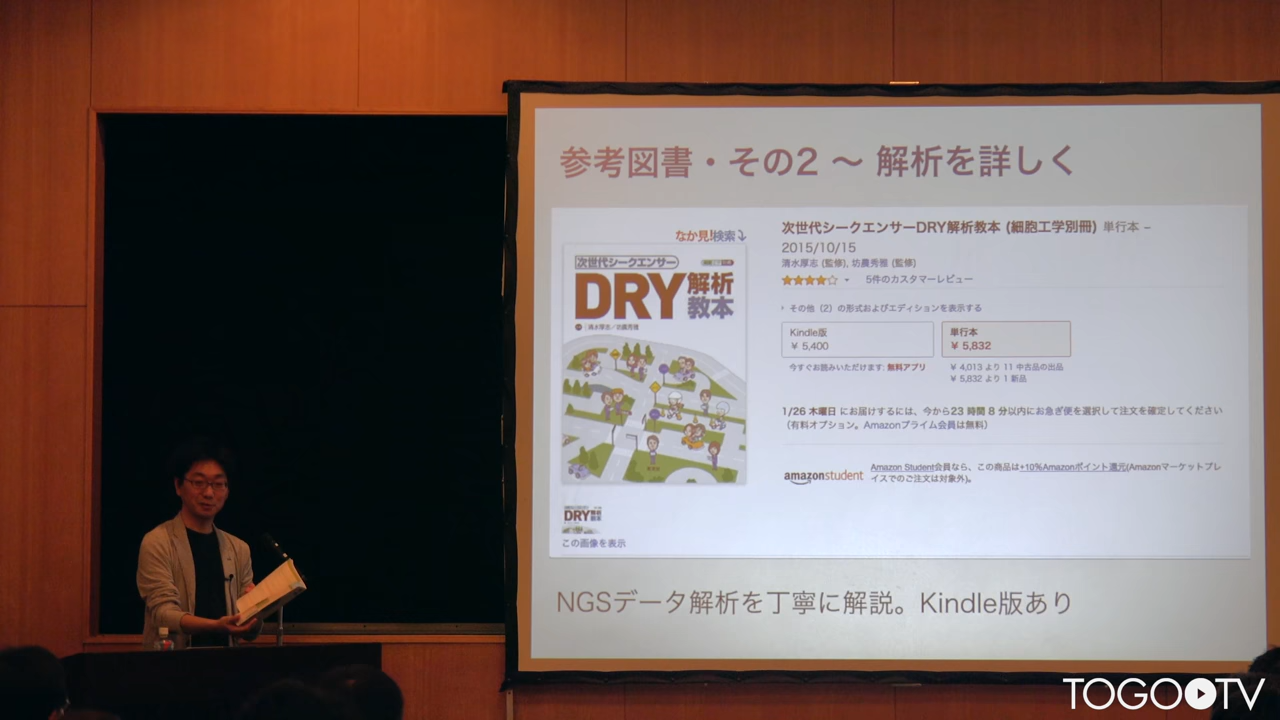 参考図書・その2 〜 解析を詳しく
なか見!検索
次世代シークエンサー
DRY解析教本
清水厚志/坊農秀雅
次世代シークエンサーDRY解析教本 (細胞工学別冊) 単行本 –
2015/10/15
清水厚志 (監修), 坊農秀雅 (監修)
5件のカスタマーレビュー
その他（2）の形式およびエディションを表示する
Kindle版
¥ 5,400
単行本
¥ 5,832
今すぐお読みいただけます: 無料アプリ
¥ 4,013 より 11 中古品の出品
¥ 5,832 より 1 新品
1/26 木曜日 にお届けするには、今から23 時間 8 分以内にお急ぎ便を選択して注文を確定してください
（有料オプション。Amazonプライム会員は無料）
amazonstudent
Amazon Student会員なら、この商品は+10%Amazonポイント還元(Amazonマーケットプレ
イスでのご注文は対象外)。
DRY解析教本
この画像を表示
NGSデータ解析を丁寧に解説。Kindle版あり
TOGOTV